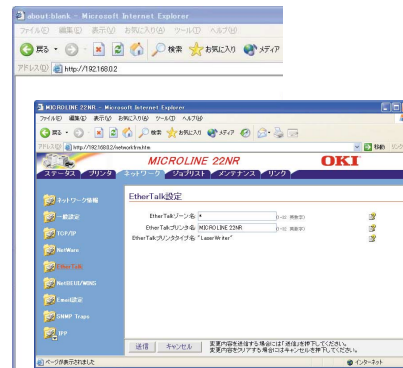 about:blank - Microsoft Internet Explorer
ファイル(F) 編集(E) 表示(V) お気に入り(A) ツール(T) ヘルプ(H)
戻る 検索 お気に入り メディア
アドレス(D) http://192.168.0.2
MICROLINE 22NR - Microsoft Internet Explorer
ファイル(F) 編集(E) 表示(V) お気に入り(A) ツール(T) ヘルプ(H)
戻る 検索 お気に入り メディア
アドレス(D) http://192.168.0.2/networkfrm.htm 移動
MICROLINE 22NR OKI
ステータス プリンタ ネットワーク ジョブリスト メンテナンス リンク
EtherTalk設定
ネットワーク情報
一般設定
TCP/IP
NetWare
EtherTalk
NetBEUI/WINS
Email設定
SNMP Traps
IPP
EtherTalkゾーン名 *
EtherTalkプリンタ名 MICROLINE 22NR
EtherTalkプリンタタイプ名 "LaserWriter"
送信 キャンセル 変更内容を送信する場合には「送信」を押下してください。
変更内容をクリアする場合にはキャンセルを押下してください。
ページが表示されました インターネット